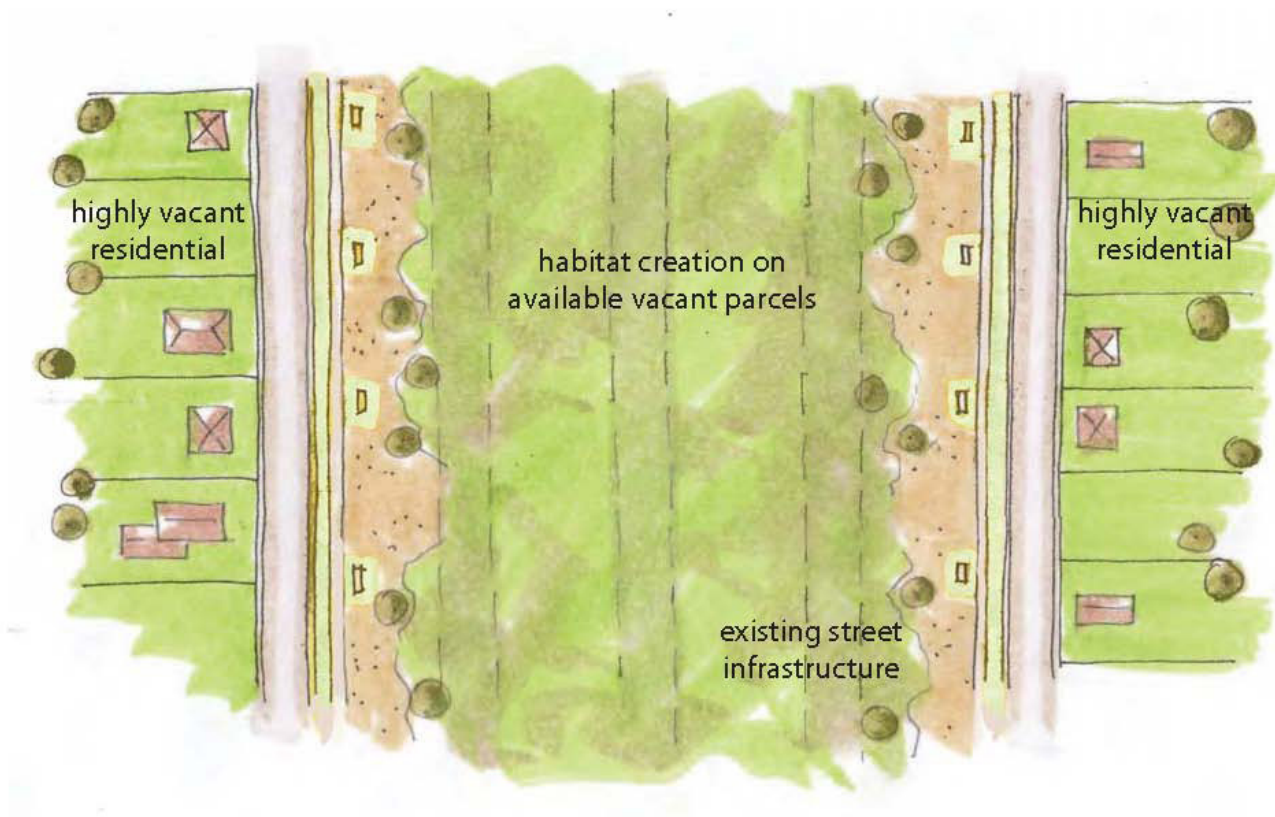 highly vacant
residential
habitat creation on
available vacant parcels
highly vacant
residential
existing street
infrastructure